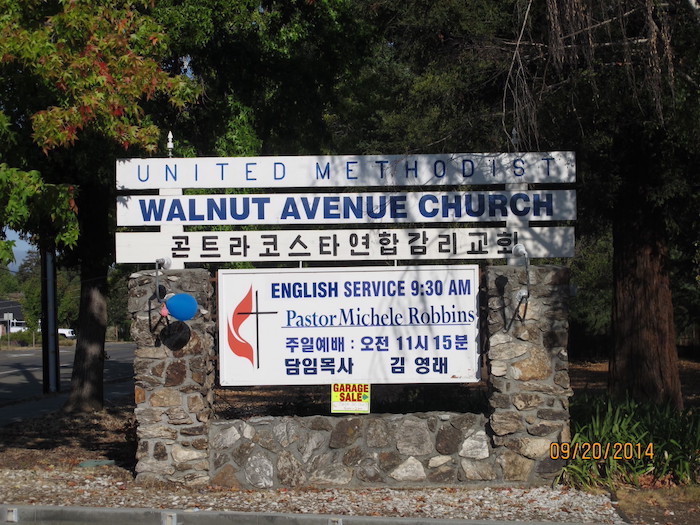 UNITED METHODIST
WALNUT AVENUE CHURCH
콘트라코스타연합감리교회
ENGLISH SERVICE 9:30 AM
Pastor Michele Robbins
주일예배 : 오전 11시 15분
담임목사 김 영래
GARAGE
SALE
09/20/2014